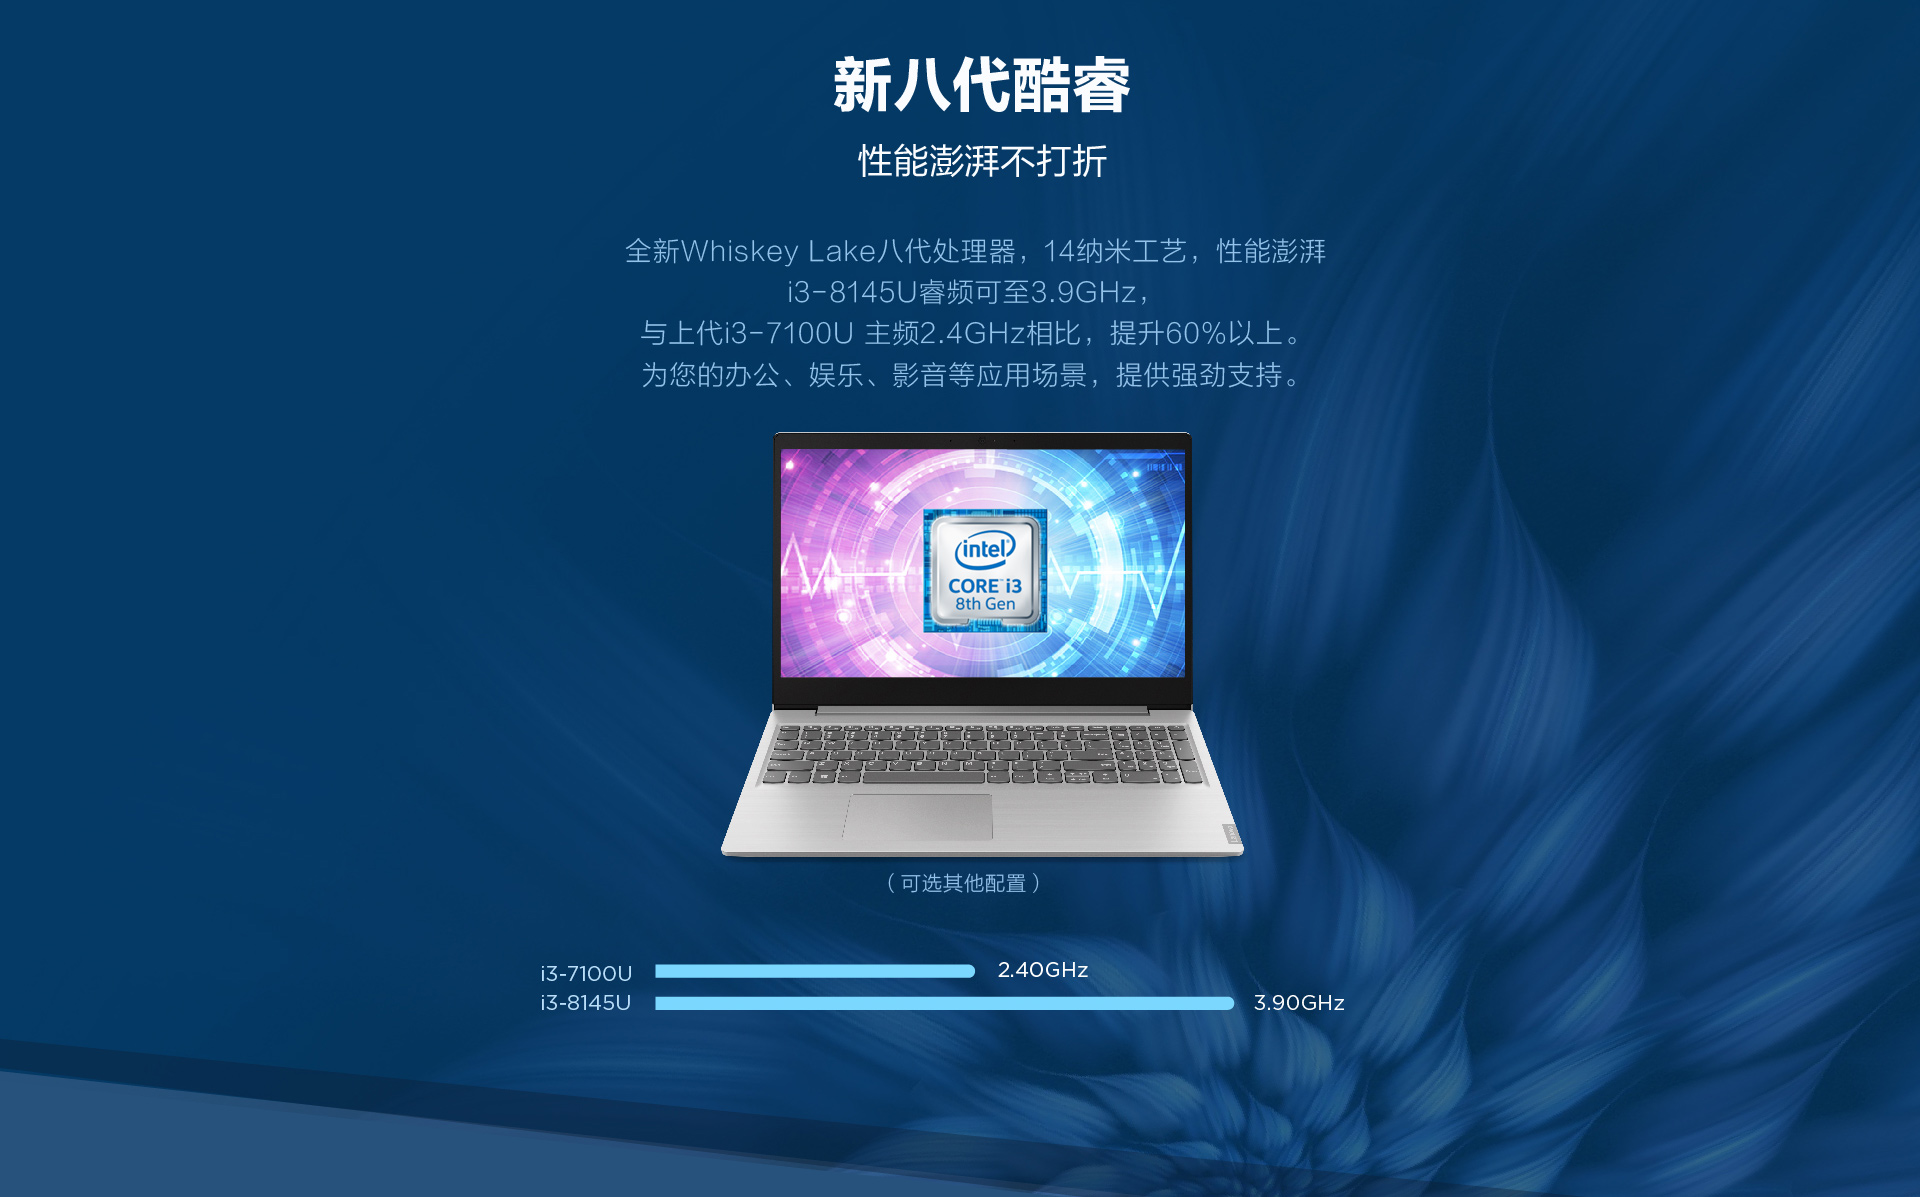 新八代酷睿
性能澎湃不打折
全新Whiskey Lake八代处理器，14纳米工艺，性能澎湃
i3-8145U睿频可至3.9GHz，
与上代i3-7100U 主频2.4GHz相比，提升60%以上。
为您的办公、娱乐、影音等应用场景，提供强劲支持。
intel
CORE™ i3
8th Gen
（可选其他配置）
i3-7100U 2.40GHz
i3-8145U 3.90GHz